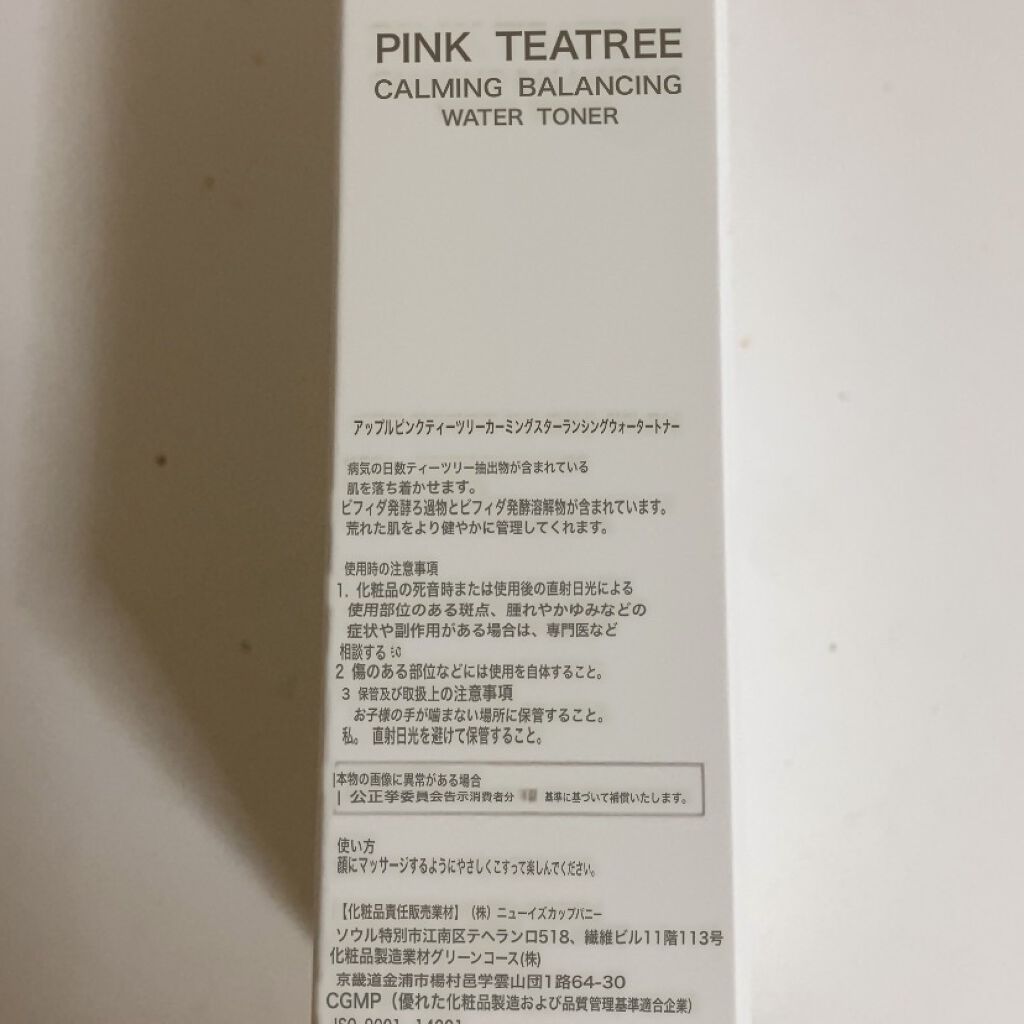 PINK TEATREE
CALMING BALANCING
WATER TONER
アップルピンクティーツリーカーミングスターランシングウォータートナー
病気の日数ティーツリー抽出物が含まれている
肌を落ち着かせます。
ビフィダ発酵ろ過物とビフィダ発酵溶解物が含まれています。
荒れた肌をより健やかに管理してくれます。
使用時の注意事項
1. 化粧品の死音時または使用後の直射日光による
使用部位のある斑点、腫れやかゆみなどの
症状や副作用がある場合は、専門医など
相談する
2 傷のある部位などには使用を自体すること。
3 保管及び取扱上の注意事項
お子様の手が噛まない場所に保管すること。
私。 直射日光を避けて保管すること。
本物の画像に異常がある場合
公正挙委員会告示消費者分 基準に基づいて補償いたします。
使い方
顔にマッサージするようにやさしくこすって楽しんでください。
【化粧品責任販売業材】（株）ニューイズカップバニー
ソウル特別市江南区テヘランロ518、繊維ビル11階113号
化粧品製造業材グリーンコース(株)
京畿道金浦市楊村邑学雲山団1路64-30
CGMP（優れた化粧品製造および品質管理基準適合企業)
ISO 9001 14001